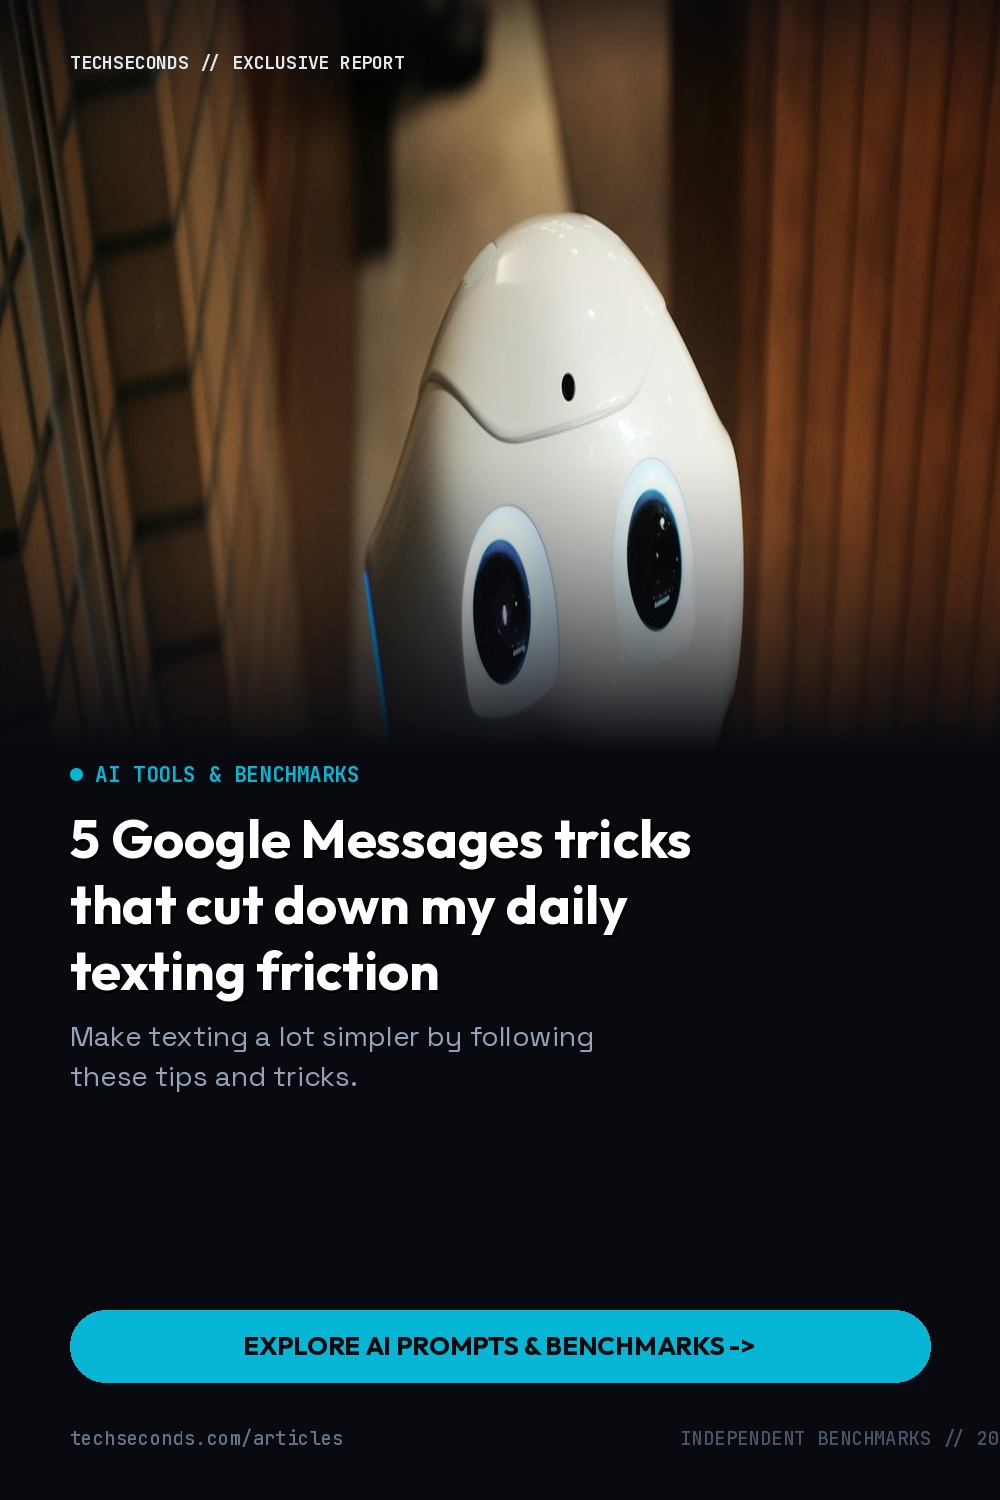 TECHSECONDS // EXCLUSIVE REPORT
AI TOOLS & BENCHMARKS
5 Google Messages tricks
that cut down my daily
texting friction
Make texting a lot simpler by following
these tips and tricks.
EXPLORE AI PROMPTS & BENCHMARKS ->
techseconds.com/articles
INDEPENDENT BENCHMARKS // 20